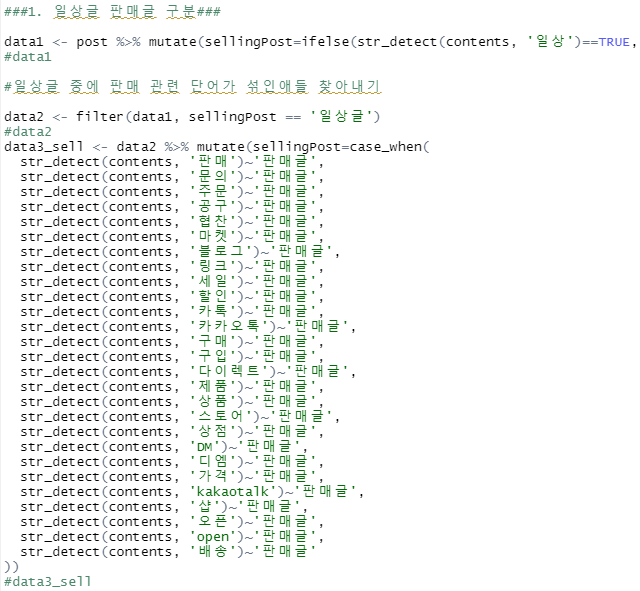 ###1. 일상글 판매글 구분###
data1 <- post %>% mutate(sellingPost=ifelse(str_detect(contents, '일상')==TRUE,
#data1
#일상글 중에 판매 관련 단어가 섞인애들 찾아내기
data2 <- filter(data1, sellingPost == '일상글')
#data2
data3_sell <- data2 %>% mutate(sellingPost=case_when(
str_detect(contents, '판매')~'판매글',
str_detect(contents, '문의')~'판매글',
str_detect(contents, '주문')~'판매글',
str_detect(contents, '공구')~'판매글',
str_detect(contents, '협찬')~'판매글',
str_detect(contents, '마켓')~'판매글',
str_detect(contents, '블로그')~'판매글',
str_detect(contents, '링크')~'판매글',
str_detect(contents, '세일')~'판매글',
str_detect(contents, '할인')~'판매글',
str_detect(contents, '카톡')~'판매글',
str_detect(contents, '카카오톡')~'판매글',
str_detect(contents, '구매')~'판매글',
str_detect(contents, '구입')~'판매글',
str_detect(contents, '다이렉트')~'판매글',
str_detect(contents, '제품')~'판매글',
str_detect(contents, '상품')~'판매글',
str_detect(contents, '스토어')~'판매글',
str_detect(contents, '상점')~'판매글',
str_detect(contents, 'DM')~'판매글',
str_detect(contents, '디엠')~'판매글',
str_detect(contents, '가격')~'판매글',
str_detect(contents, 'kakaotalk')~'판매글',
str_detect(contents, '샵')~'판매글',
str_detect(contents, '오픈')~'판매글',
str_detect(contents, 'open')~'판매글',
str_detect(contents, '배송')~'판매글'
))
#data3_sell